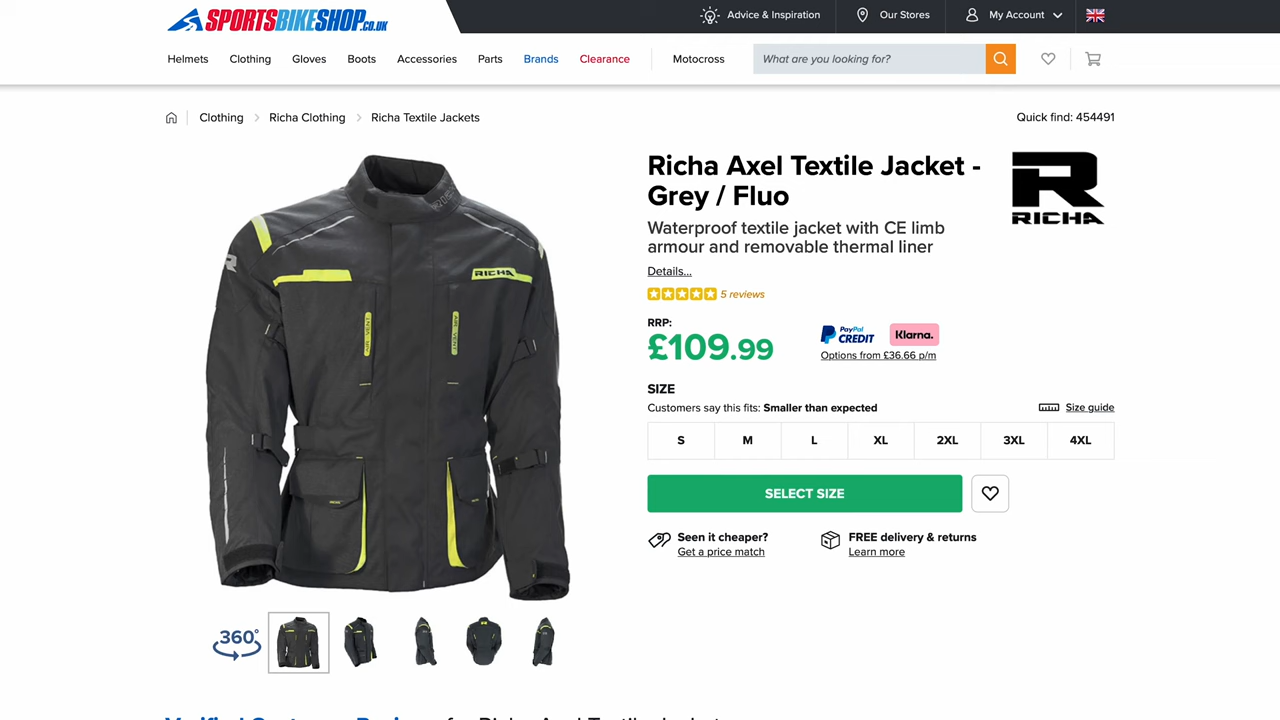 SPORTSBIKESHOP.CO.UK
Advice & Inspiration
Our Stores
My Account
Helmets
Clothing
Gloves
Boots
Accessories
Parts
Brands
Clearance
Motocross
What are you looking for?
Clothing
Richa Clothing
Richa Textile Jackets
Quick find: 454491
RICHA
AIR-VENT
AIR-VENT
360°
Richa Axel Textile Jacket -
Grey / Fluo
R
RICHA
Waterproof textile jacket with CE limb
armour and removable thermal liner
Details...
5 reviews
RRP:
£109.99
PayPal
CREDIT
Klarna.
Options from £36.66 p/m
SIZE
Customers say this fits: Smaller than expected
Size guide
S
M
L
XL
2XL
3XL
4XL
SELECT SIZE
Seen it cheaper?
Get a price match
FREE delivery & returns
Learn more